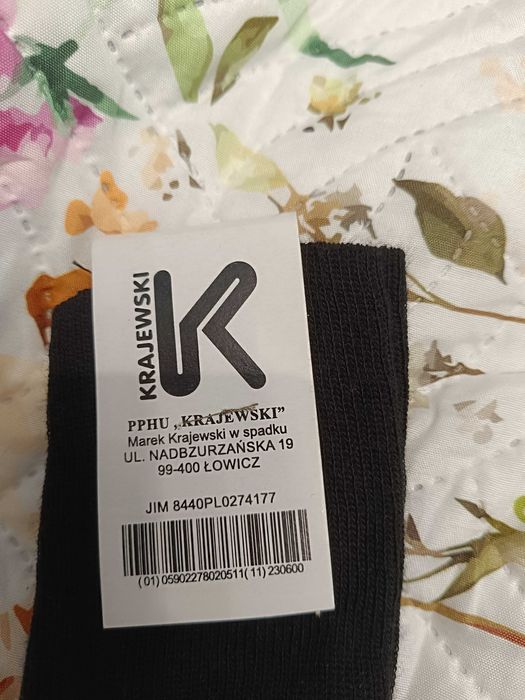 KRAJEWSKI
K
PPHU „KRAJEWSKI”
Marek Krajewski w spadku
UL. NADBZURZAŃSKA 19
99-400 ŁOWICZ
JIM 8440PL0274177
(01)05902278020511(11)230600